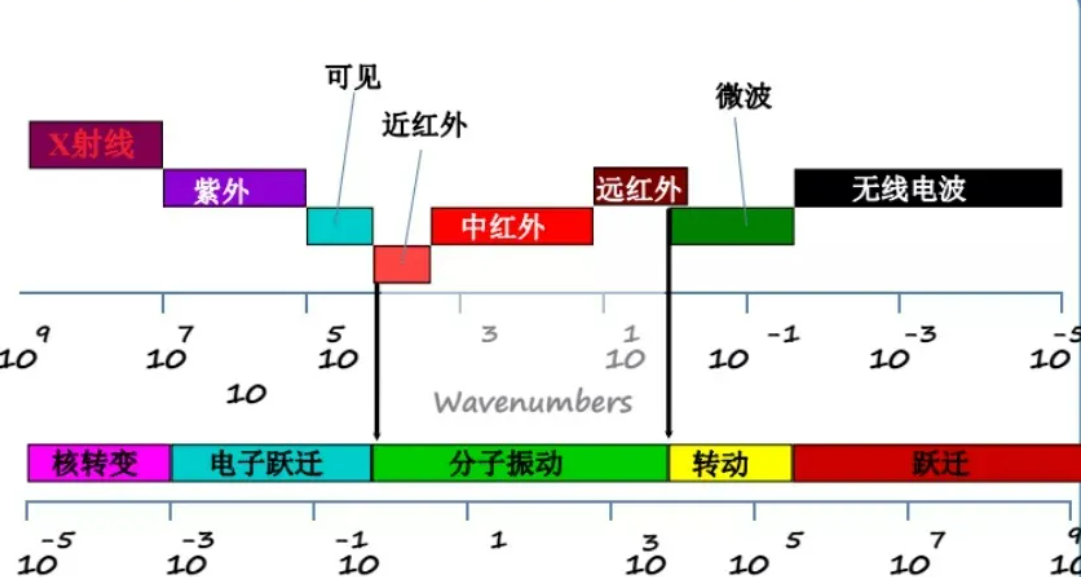 可见
近红外
微波
X射线
紫外
远红外
无线电波
中红外
9 7 5 3 1 -1 -3 -5
10 10 10 10 10 10 10
10
Wavenumbers
核转变 电子跃迁 分子振动 转动 跃迁
-5 -3 -1 1 3 5 7 9
10 10 10 10 10 10 10